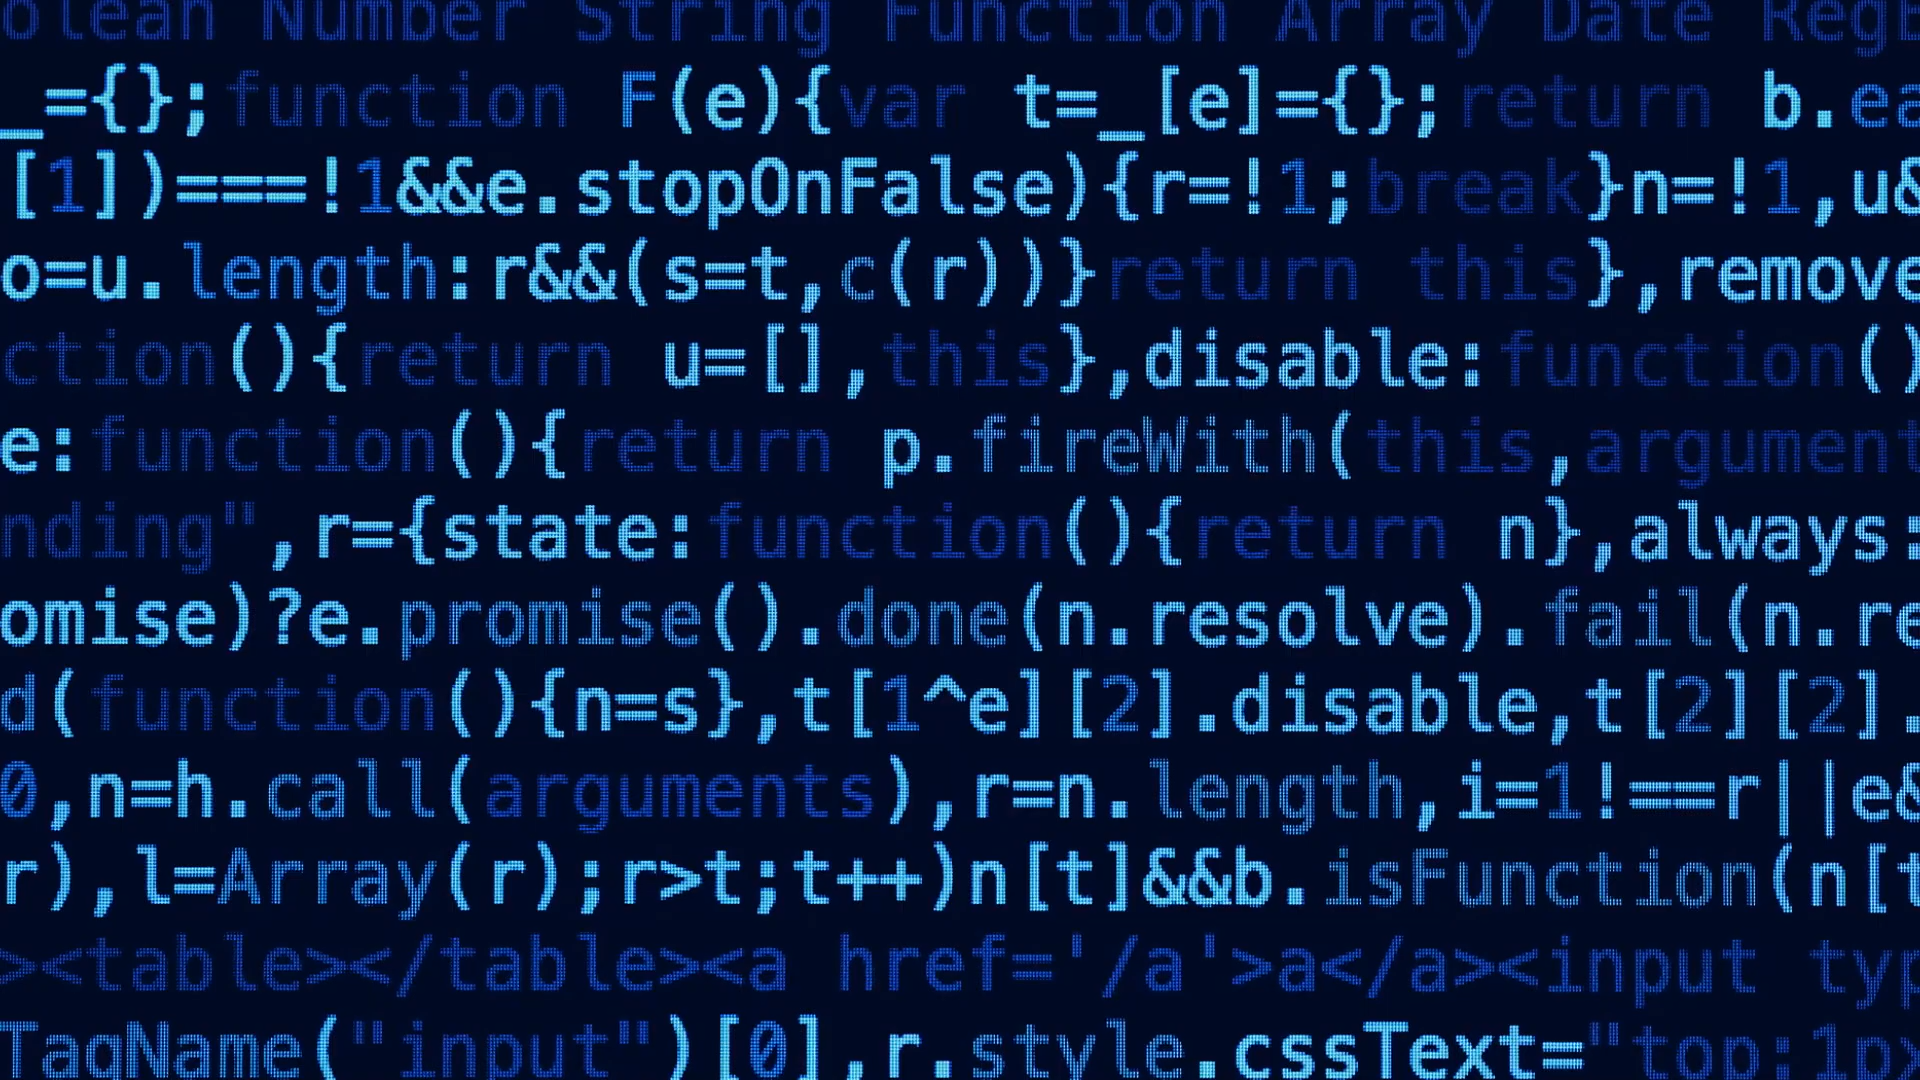 olean Number String Function Array Date Reg
_={};function F(e){var t=_[e]={};return b.ea
[1])===!1&&e.stopOnFalse){r=!1;break}n=!1,u&
o=u.length:r&&(s=t,c(r))}return this},remove
ction(){return u=[],this},disable:function()
e:function(){return p.fireWith(this,argument
nding",r={state:function(){return n},always:
omise)?e.promise().done(n.resolve).fail(n.re
d(function(){n=s},t[1^e][2].disable,t[2][2].
0,n=h.call(arguments),r=n.length,i=1!==r||e&
r),l=Array(r);r>t;t++)n[t]&&b.isFunction(n[t
><table></table><a href='/a'>a</a><input typ
TagName("input")[0],r.style.cssText="top:1px